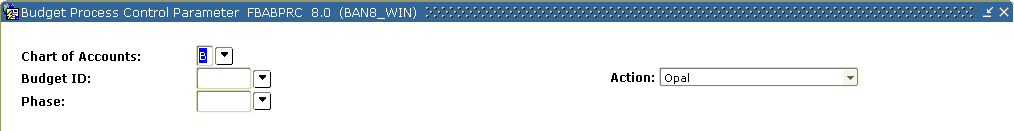 Budget Process Control Parameter FBABPRC 8.0 (BAN8_WIN)
Chart of Accounts: B
Budget ID:
Action: Opal
Phase: